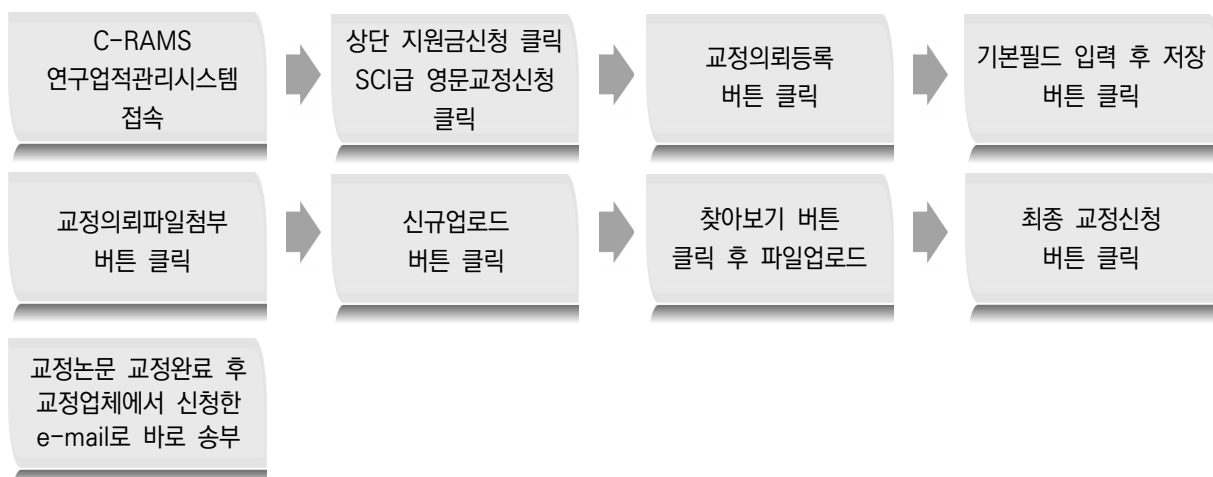 C-RAMS
연구업적관리시스템
접속
상단 지원금신청 클릭
SCI급 영문교정신청
클릭
교정의뢰등록
버튼 클릭
기본필드 입력 후 저장
버튼 클릭
교정의뢰파일첨부
버튼 클릭
신규업로드
버튼 클릭
찾아보기 버튼
클릭 후 파일업로드
최종 교정신청
버튼 클릭
교정논문 교정완료 후
교정업체에서 신청한
e-mail로 바로 송부